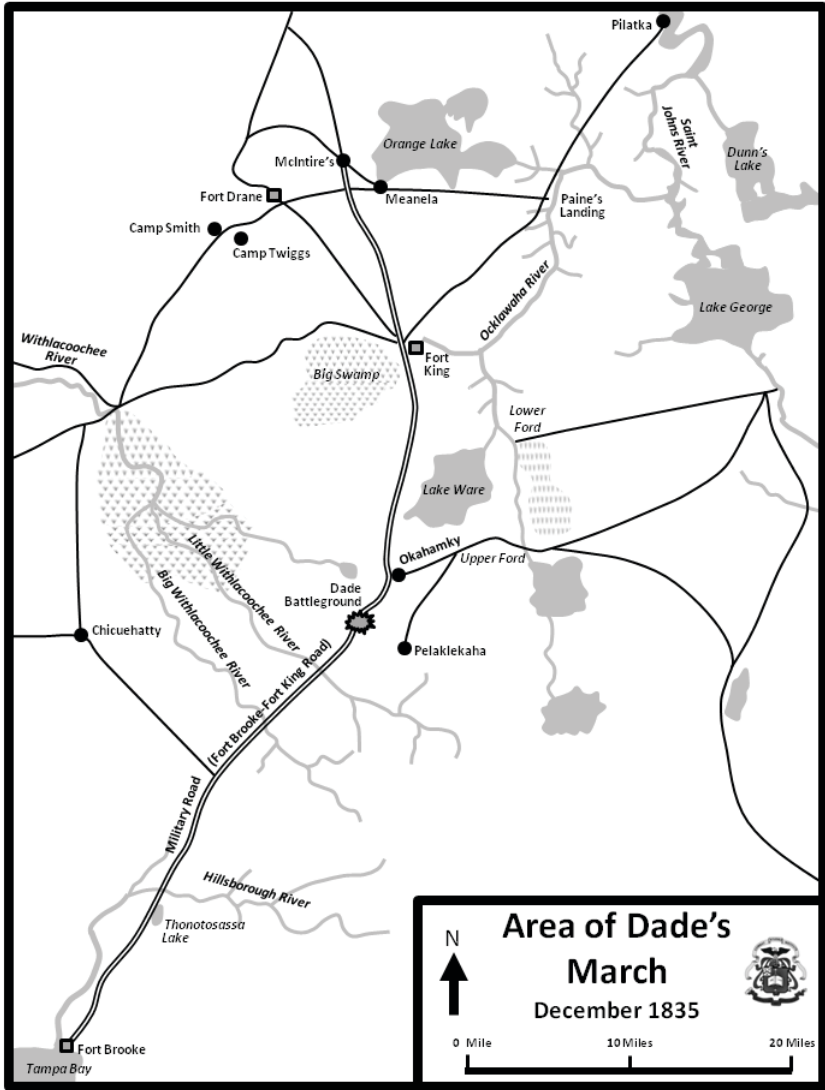 Pilatka
Saint
Johns River
Orange Lake
Dunn's
Lake
McIntire's
Fort Drane
Meanela
Paine's
Landing
Camp Smith
Camp Twiggs
Ocklawaha River
Lake George
Withlacoochee
River
Big Swamp
Fort
King
Lower
Ford
Lake Ware
Okahamky
Upper Ford
Little Withlacoochee River
Big Withlacoochee River
Dade
Battleground
Chicuehatty
Pelaklekaha
(Fort Brooke-Fort King Road)
Military Road
Hillsborough River
Thonotosassa
Lake
Fort Brooke
Tampa Bay
N
Area of Dade's
March
December 1835
0 Mile 10 Miles 20 Miles